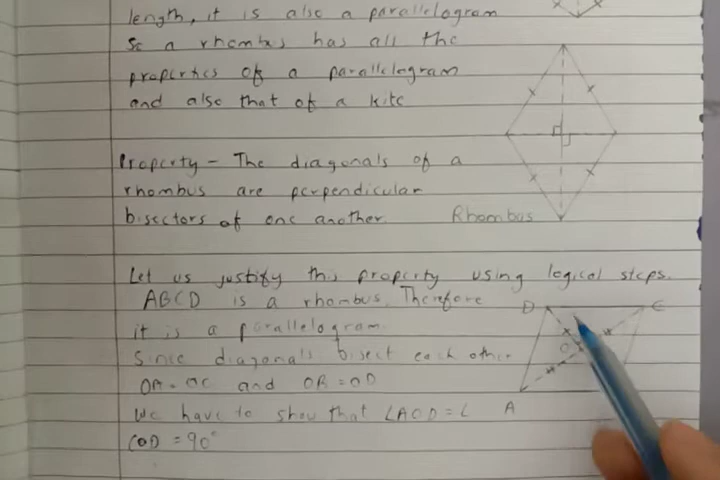 length, it is also a parallelogram
So a rhombus has all the
properties of a parallelogram
and also that of a kite
Property - The diagonals of a
rhombus are perpendicular
bisectors of one another.
Rhombus
Let us justify this property using logical steps.
ABCD is a rhombus. Therefore
it is a parallelogram.
Since diagonals bisect each other
OA = OC and OB = OD
We have to show that ∠AOD = ∠
COD = 90°
D C
O
A